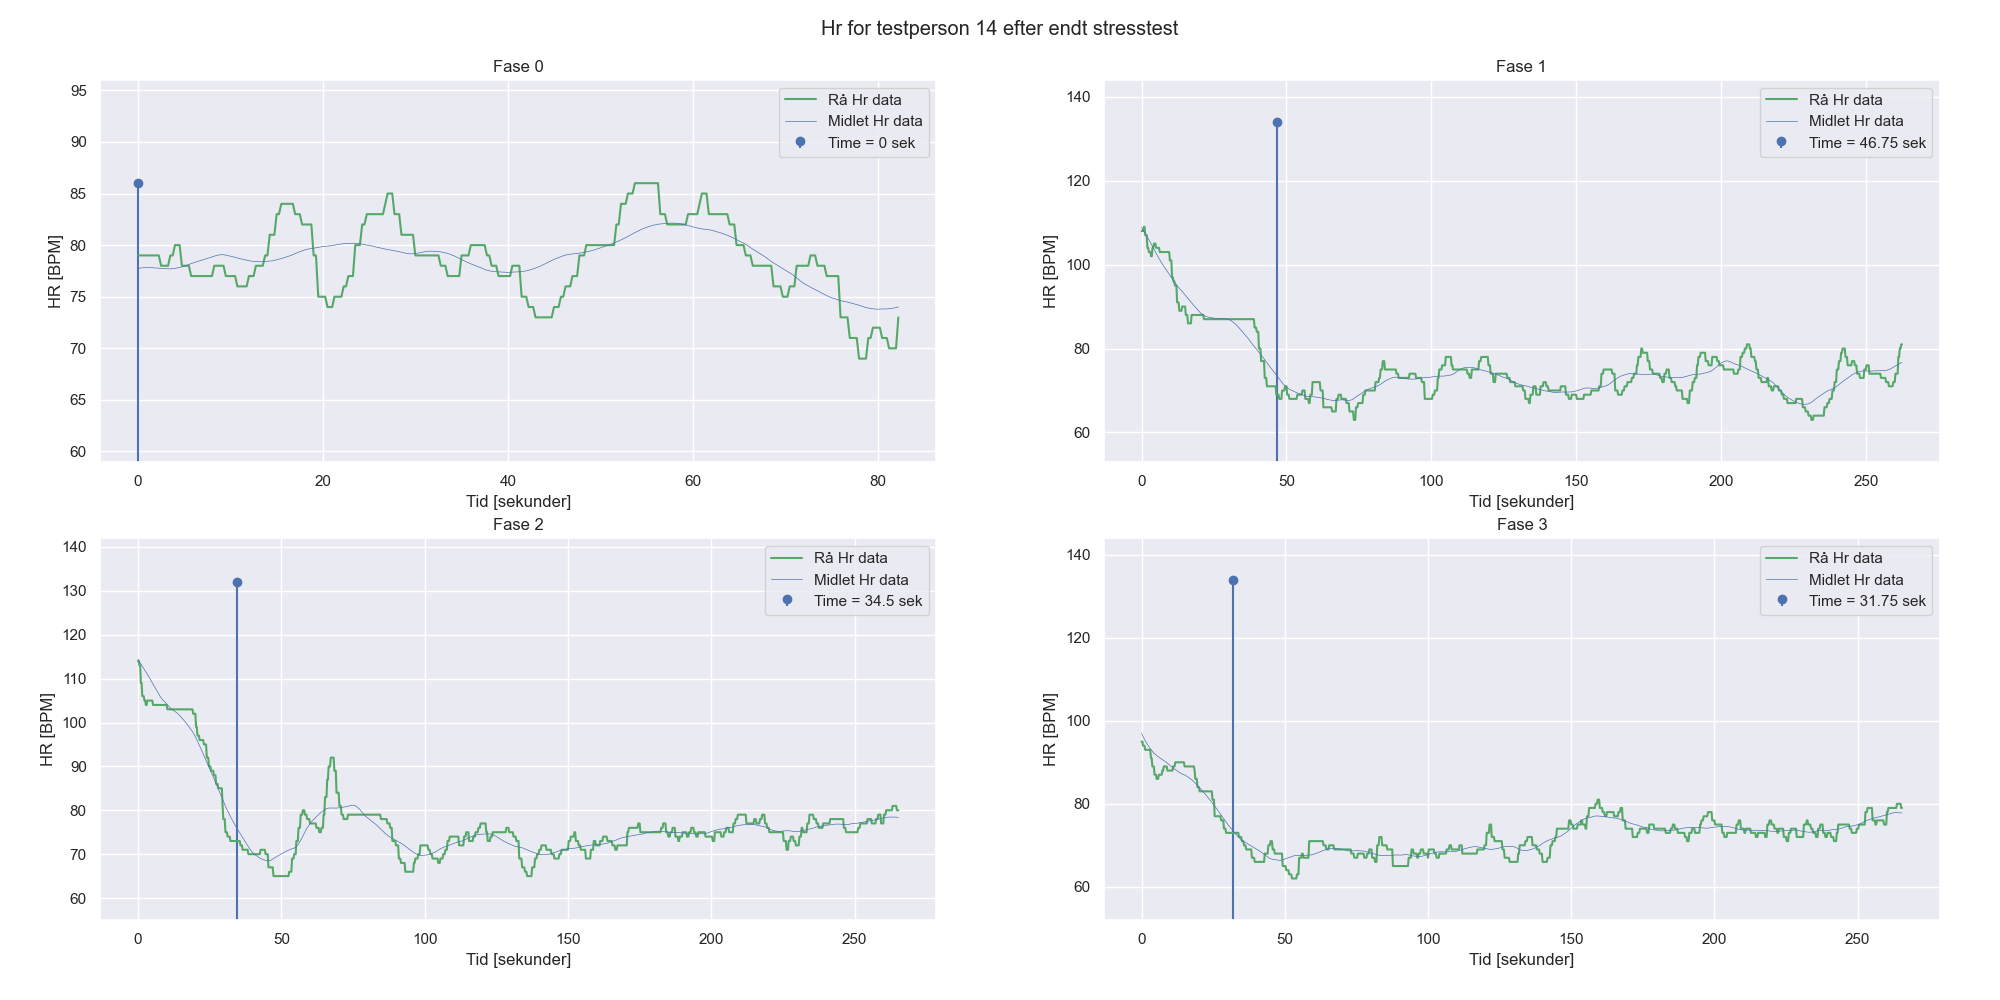 Hr for testperson 14 efter endt stresstest
Fase 0
HR [BPM]
95
90
85
80
75
70
65
60
Rå Hr data
Midlet Hr data
Time = 0 sek
0 20 40 60 80
Tid [sekunder]
Fase 1
HR [BPM]
140
120
100
80
60
Rå Hr data
Midlet Hr data
Time = 46.75 sek
0 50 100 150 200 250
Tid [sekunder]
Fase 2
HR [BPM]
140
130
120
110
100
90
80
70
60
Rå Hr data
Midlet Hr data
Time = 34.5 sek
0 50 100 150 200 250
Tid [sekunder]
Fase 3
HR [BPM]
140
120
100
80
60
Rå Hr data
Midlet Hr data
Time = 31.75 sek
0 50 100 150 200 250
Tid [sekunder]